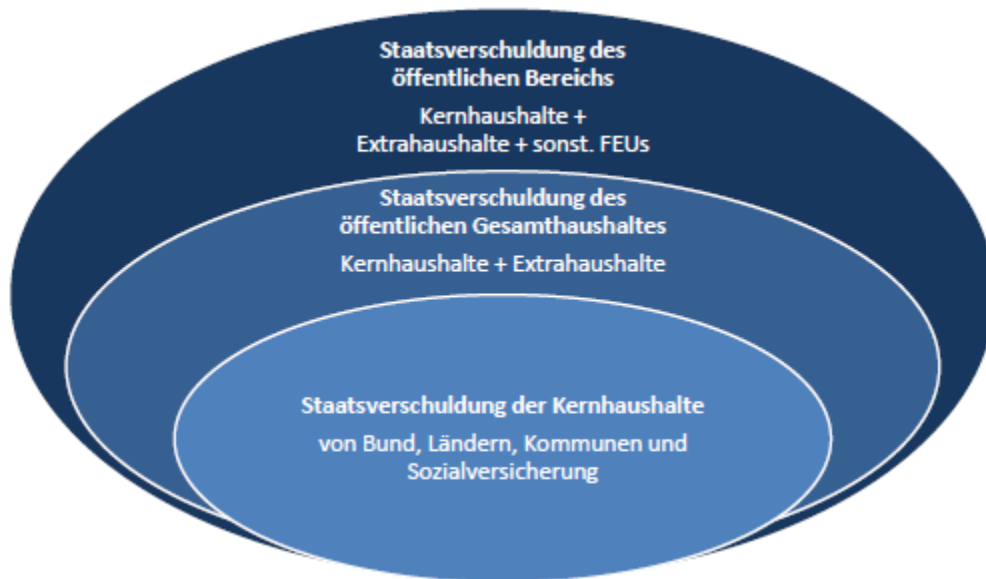 Staatsverschuldung des
öffentlichen Bereichs
Kernhaushalte +
Extrahaushalte + sonst. FEUs
Staatsverschuldung des
öffentlichen Gesamthaushaltes
Kernhaushalte + Extrahaushalte
Staatsverschuldung der Kernhaushalte
von Bund, Ländern, Kommunen und
Sozialversicherung